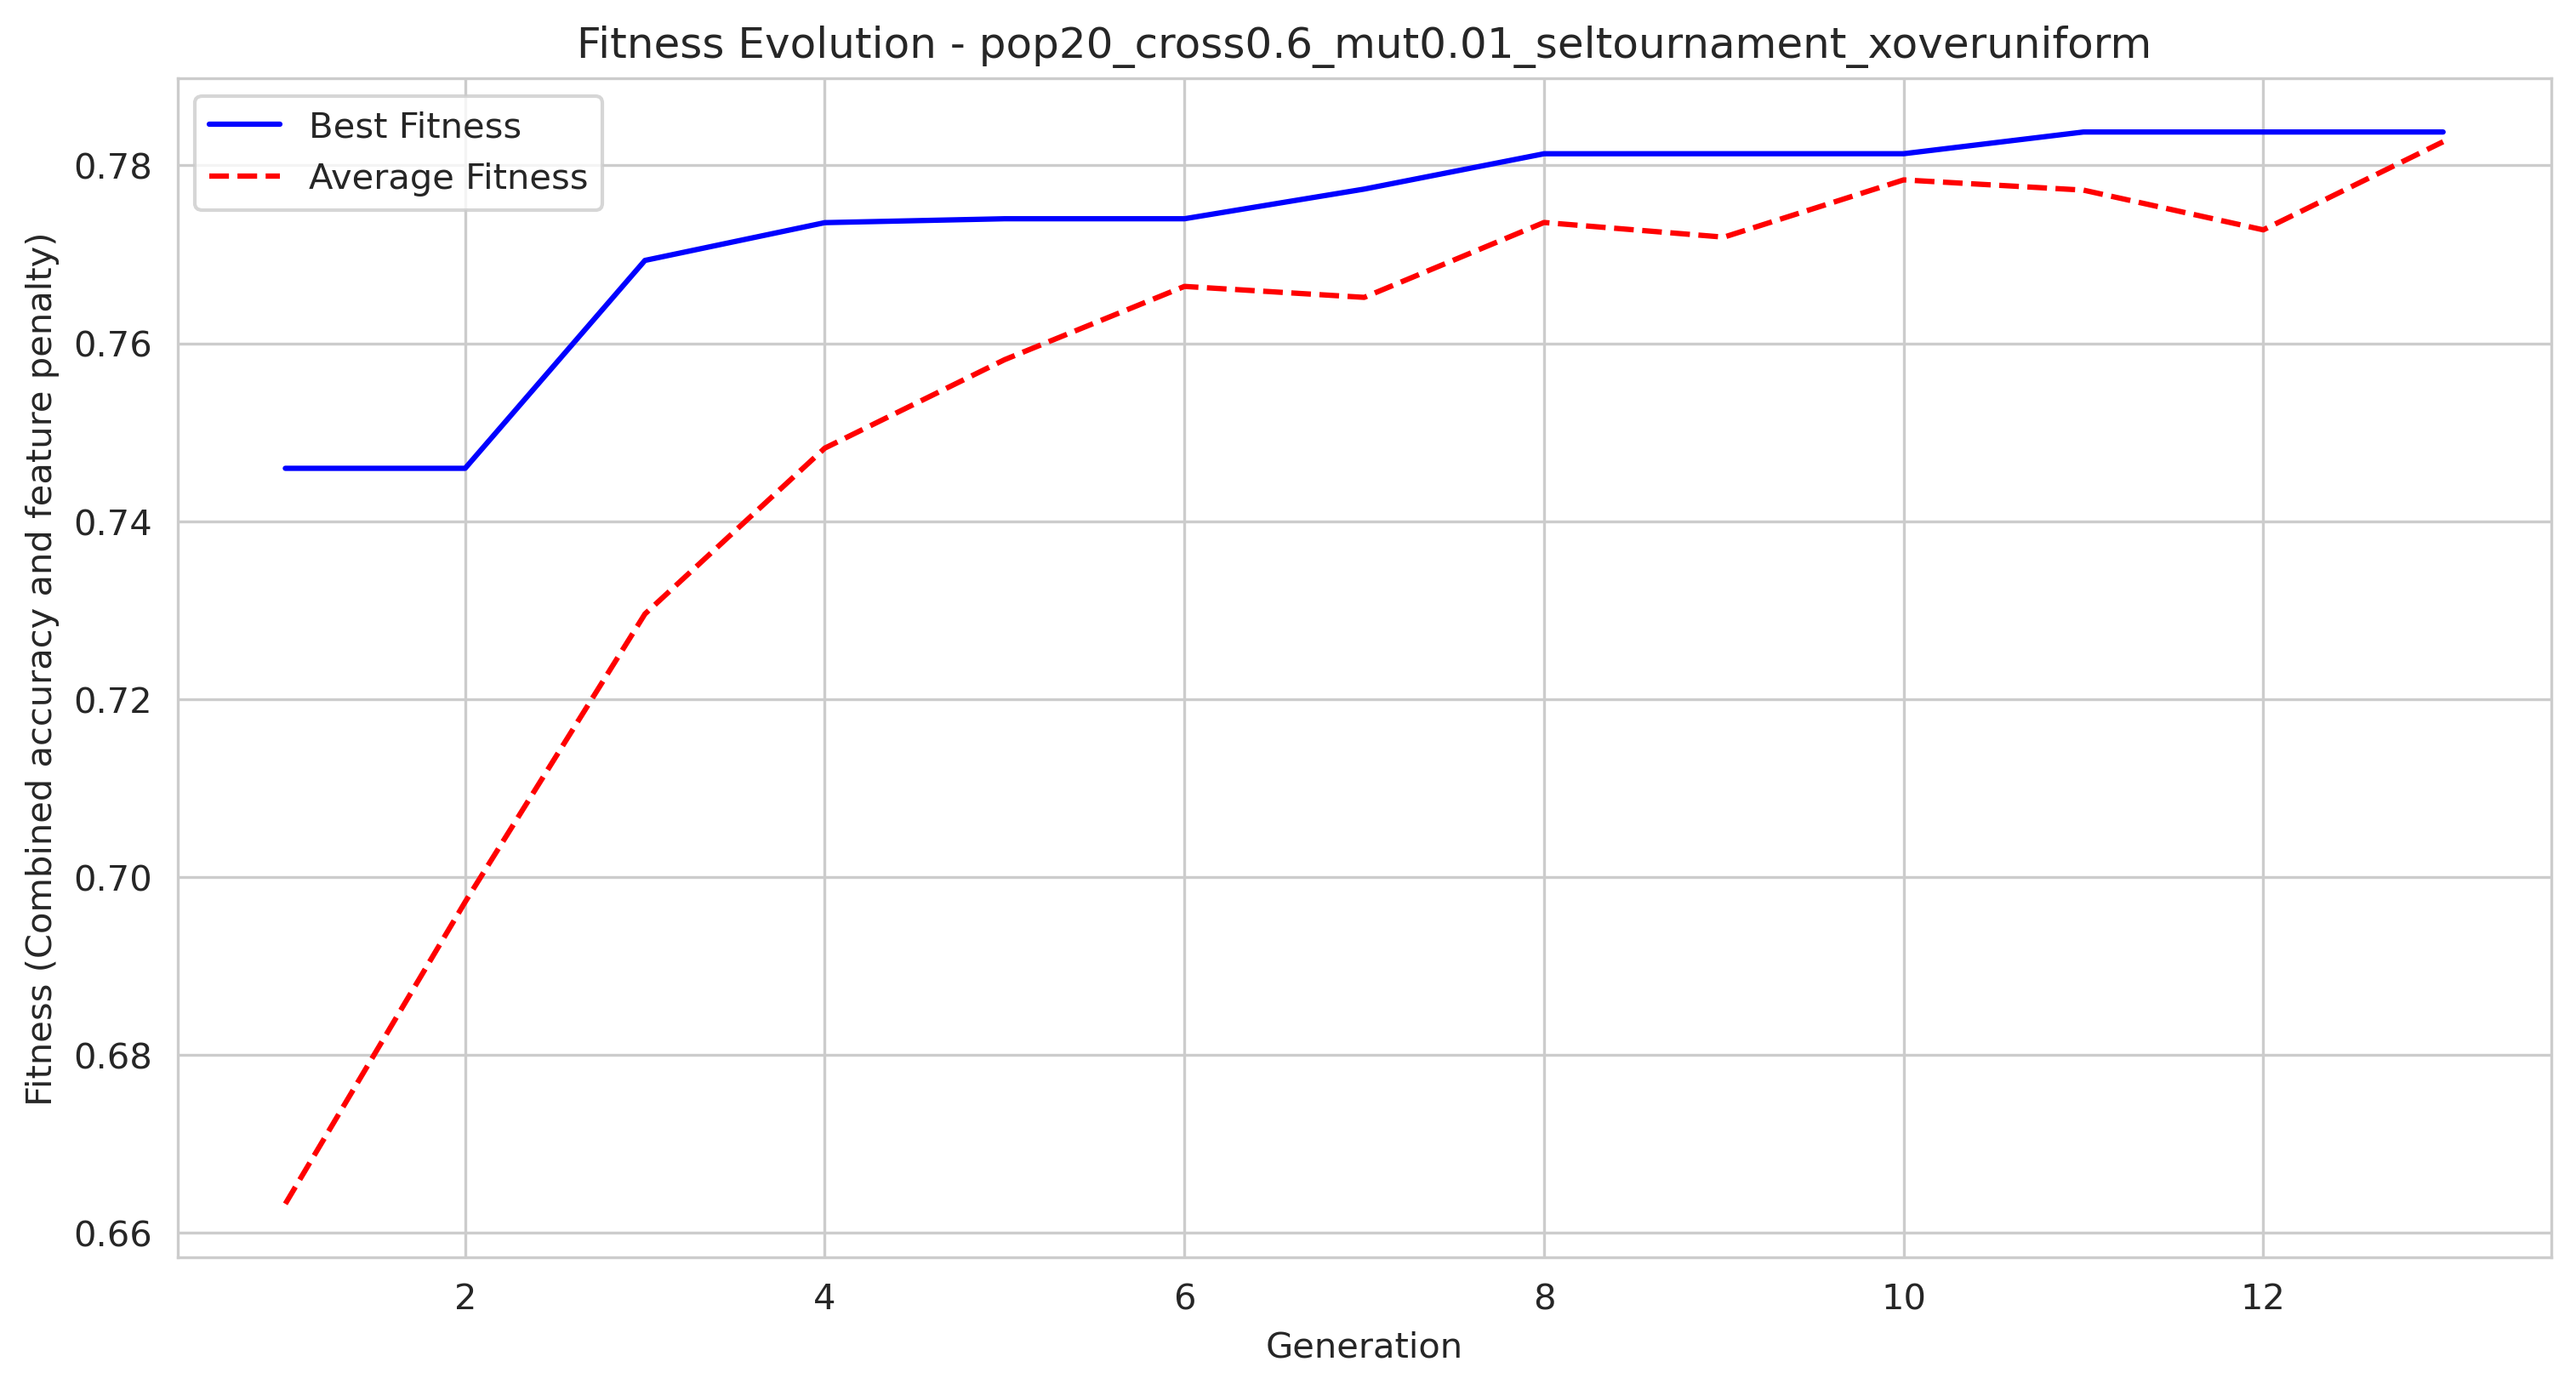 Fitness Evolution - pop20_cross0.6_mut0.01_seltournament_xoveruniform
Best Fitness
Average Fitness
Fitness (Combined accuracy and feature penalty)
0.78
0.76
0.74
0.72
0.70
0.68
0.66
2 4 6 8 10 12
Generation